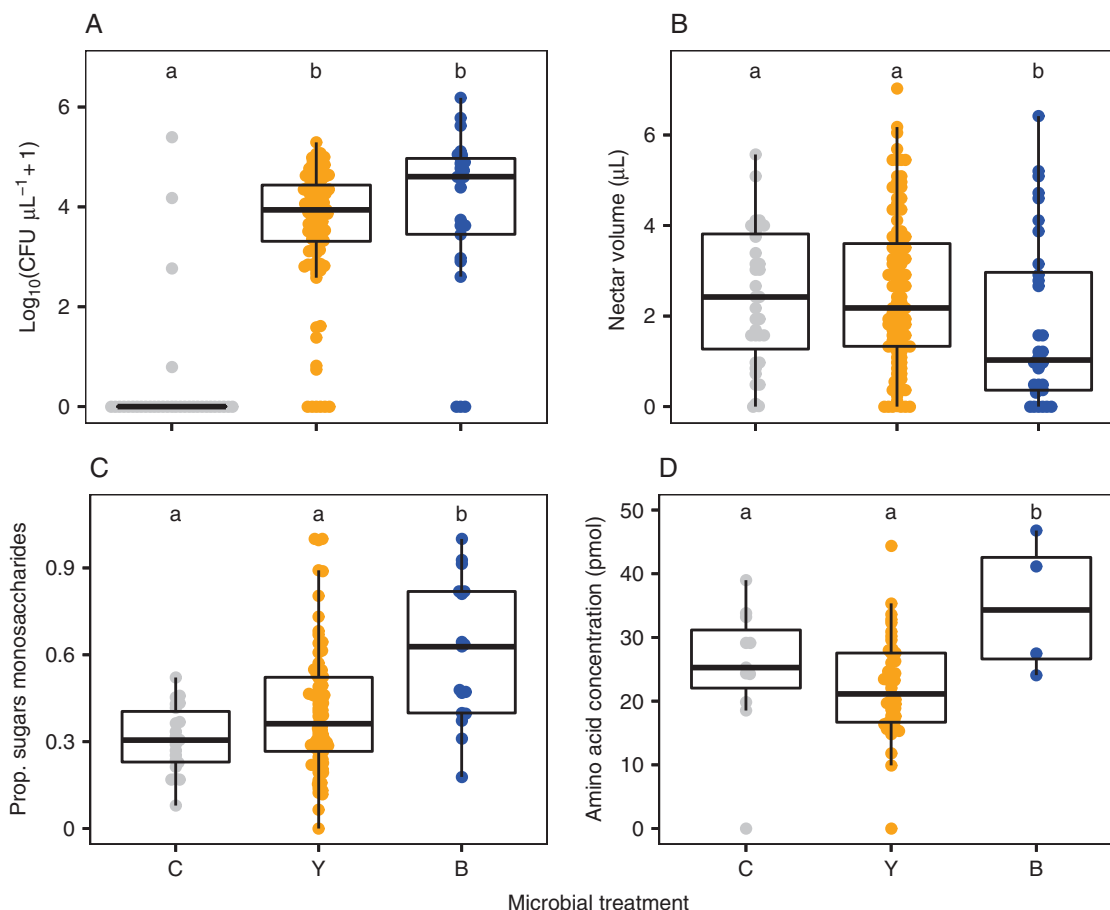 A
a b b
Log₁₀(CFU μL⁻¹+1)
6
4
2
0
B
a a b
Nectar volume (μL)
6
4
2
0
C
a a b
Prop. sugars monosaccharides
0.9
0.6
0.3
0
C Y B
D
a a b
Amino acid concentration (pmol)
50
40
30
20
10
0
C Y B
Microbial treatment